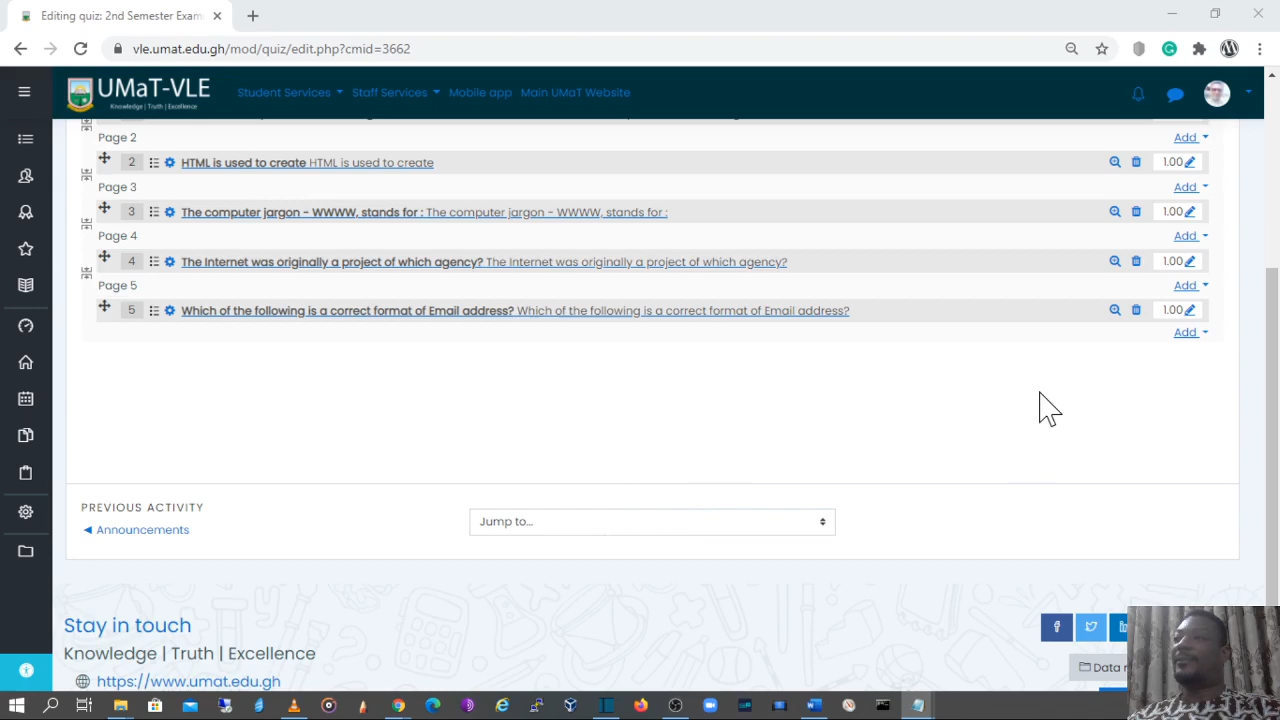 Editing quiz: 2nd Semester Exam
vle.umat.edu.gh/mod/quiz/edit.php?cmid=3662
UMaT-VLE
Knowledge | Truth | Excellence
Student Services
Staff Services
Mobile app
Main UMaT Website
Page 2
Add
2 HTML is used to create HTML is used to create 1.00
Page 3
Add
3 The computer jargon - WWWW, stands for : The computer jargon - WWWW, stands for : 1.00
Page 4
Add
4 The Internet was originally a project of which agency? The Internet was originally a project of which agency? 1.00
Page 5
Add
5 Which of the following is a correct format of Email address? Which of the following is a correct format of Email address? 1.00
Add
PREVIOUS ACTIVITY
◄ Announcements
Jump to...
Stay in touch
Knowledge | Truth | Excellence
https://www.umat.edu.gh
Data